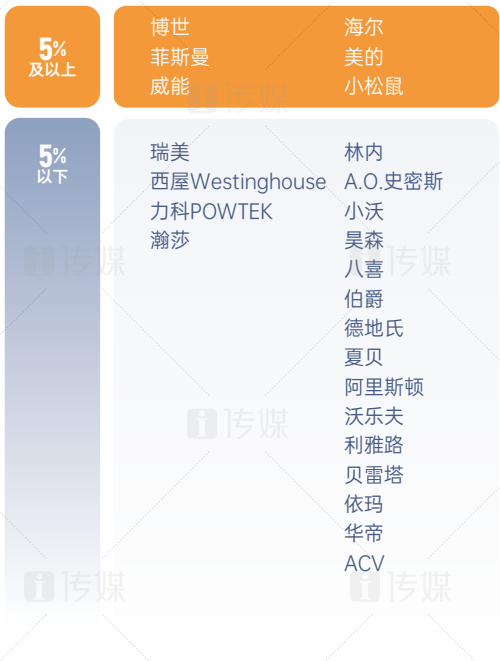 5%
及以上
博世 海尔
菲斯曼 美的
威能 小松鼠
5%
以下
瑞美 林内
西屋Westinghouse A.O.史密斯
力科POWTEK 小沃
瀚莎 昊森
八喜
伯爵
德地氏
夏贝
阿里斯顿
沃乐夫
利雅路
贝雷塔
依玛
华帝
ACV
i传媒
i传媒
i传媒
i传媒
i传媒
i传媒